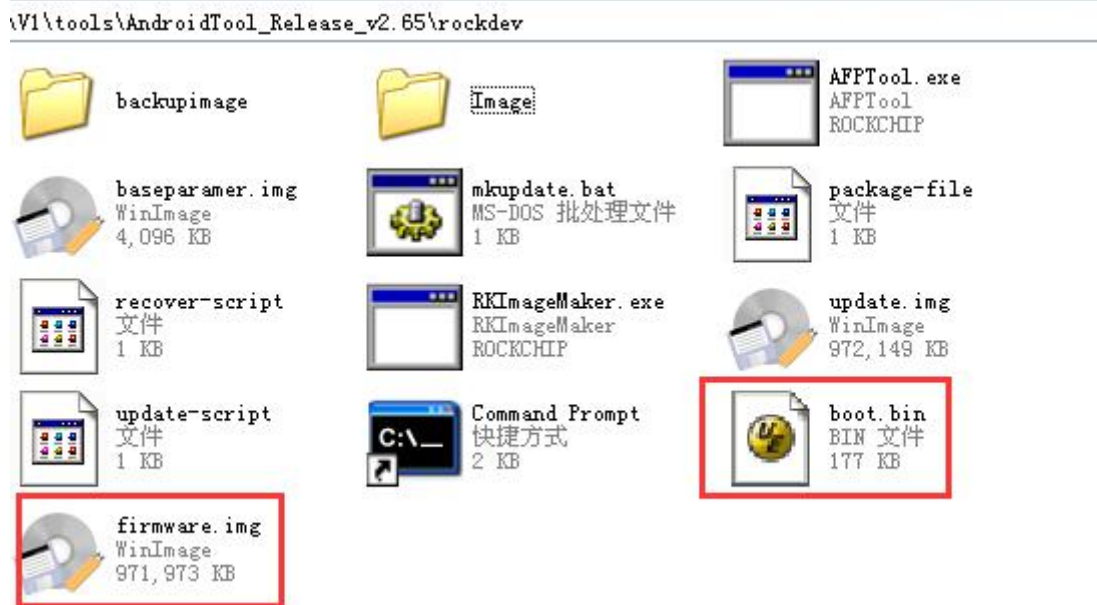 \V1\tools\AndroidTool_Release_v2.65\rockdev
backupimage
Image
AFPTool.exe
AFPTool
ROCKCHIP
baseparamer.img
WinImage
4,096 KB
mkupdate.bat
MS-DOS 批处理文件
1 KB
package-file
文件
1 KB
recover-script
文件
1 KB
RKImageMaker.exe
RKImageMaker
ROCKCHIP
update.img
WinImage
972,149 KB
update-script
文件
1 KB
C:\_
Command Prompt
快捷方式
2 KB
UE
boot.bin
BIN 文件
177 KB
firmware.img
WinImage
971,973 KB